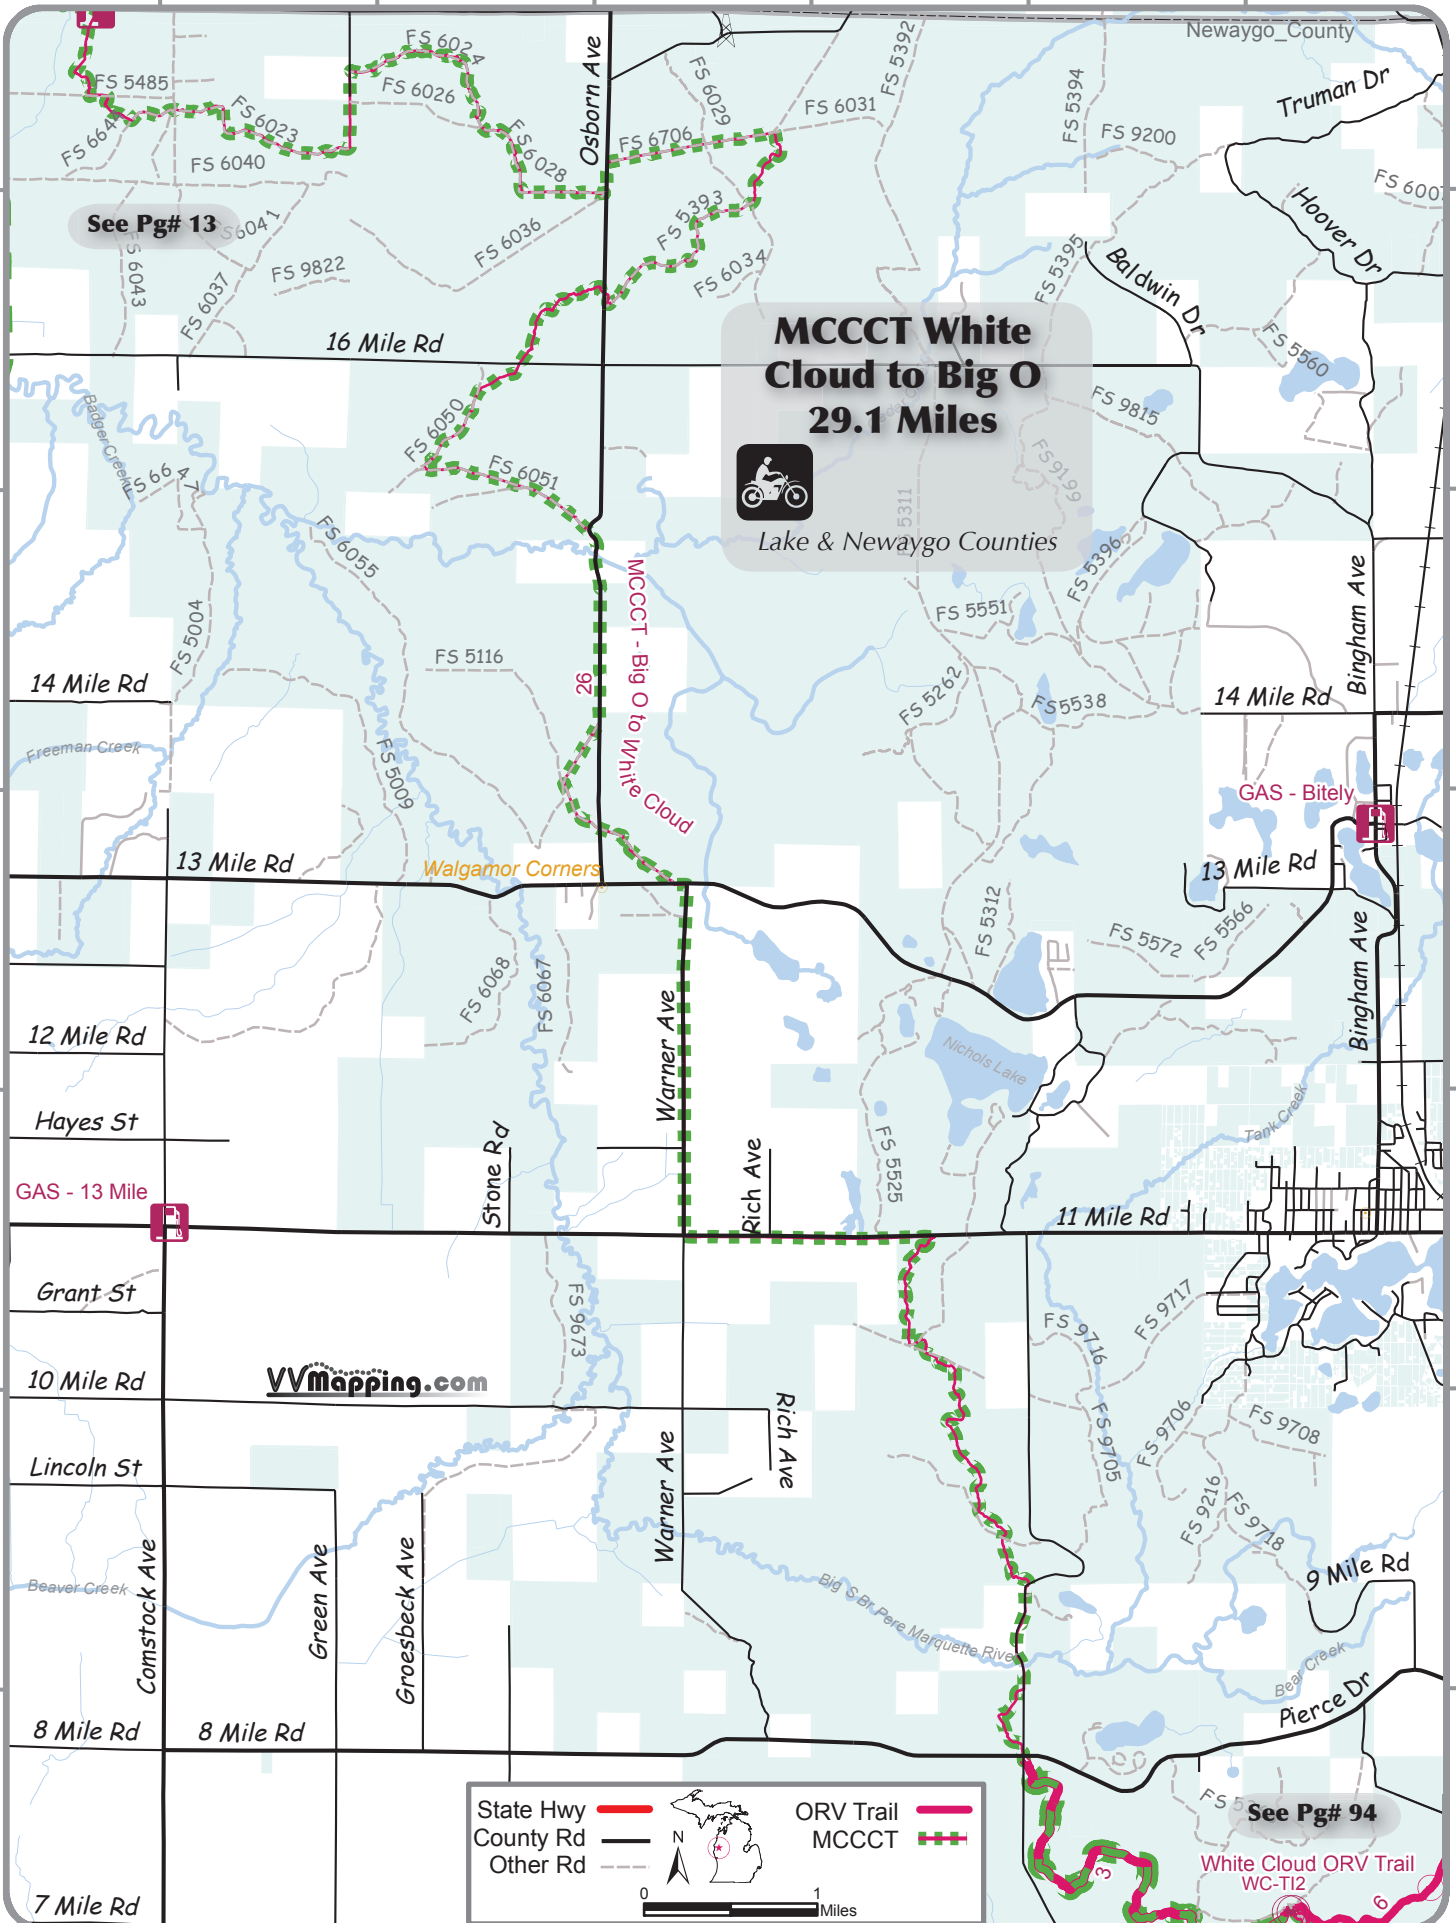 Newaygo_County
FS 6024
FS 5485
FS 6026
FS 6023
FS 6040
FS 6028
Osborn Ave
FS 6029
FS 5392
FS 6031
FS 6706
FS 5394
FS 9200
Truman Dr
Hoover Dr
See Pg# 13
FS 6041
FS 6043
FS 6037
FS 9822
FS 6036
FS 5393
FS 6034
FS 5395
Baldwin Dr
16 Mile Rd
MCCCT White
Cloud to Big O
29.1 Miles
Lake & Newaygo Counties
FS 5560
FS 9815
FS 9199
FS 5311
FS 5396
Badger Creek
FS 6050
FS 6051
FS 6055
FS 5004
FS 5116
FS 5551
FS 5262
FS 5538
26
MCCCT - Big O to White Cloud
Bingham Ave
14 Mile Rd
14 Mile Rd
Freeman Creek
FS 5009
GAS - Bitely
13 Mile Rd
Walgamor Corners
13 Mile Rd
FS 5312
FS 5572
FS 5566
Bingham Ave
FS 6068
FS 6067
Warner Ave
12 Mile Rd
Nichols Lake
Hayes St
Tank Creek
Stone Rd
Rich Ave
FS 5525
GAS - 13 Mile
11 Mile Rd
Grant St
FS 9673
FS 9716
FS 9717
10 Mile Rd
VVMapping.com
Rich Ave
FS 9705
FS 9706
FS 9708
Lincoln St
Warner Ave
FS 9216
FS 9718
Comstock Ave
Green Ave
Groesbeck Ave
Beaver Creek
Big S Br Pere Marquette River
9 Mile Rd
Bear Creek
Pierce Dr
8 Mile Rd
8 Mile Rd
State Hwy
County Rd
Other Rd
N
ORV Trail
MCCCT
0 1
Miles
See Pg# 94
3
White Cloud ORV Trail
WC-TI2
6
7 Mile Rd